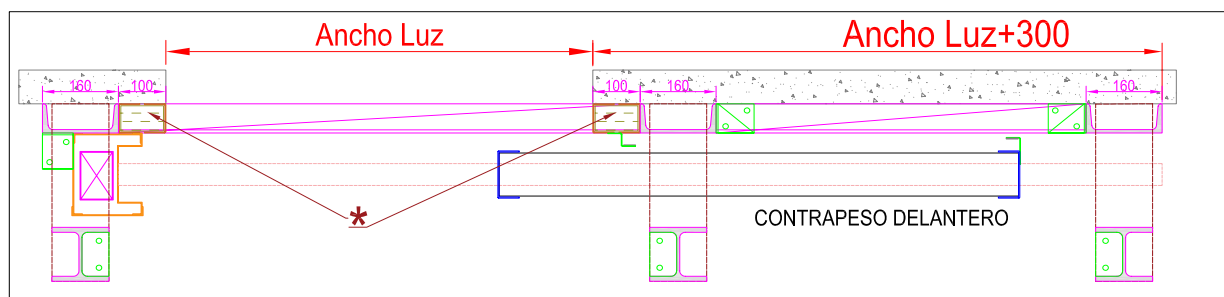 Ancho Luz
Ancho Luz+300
160
100
100
160
160
*
CONTRAPESO DELANTERO